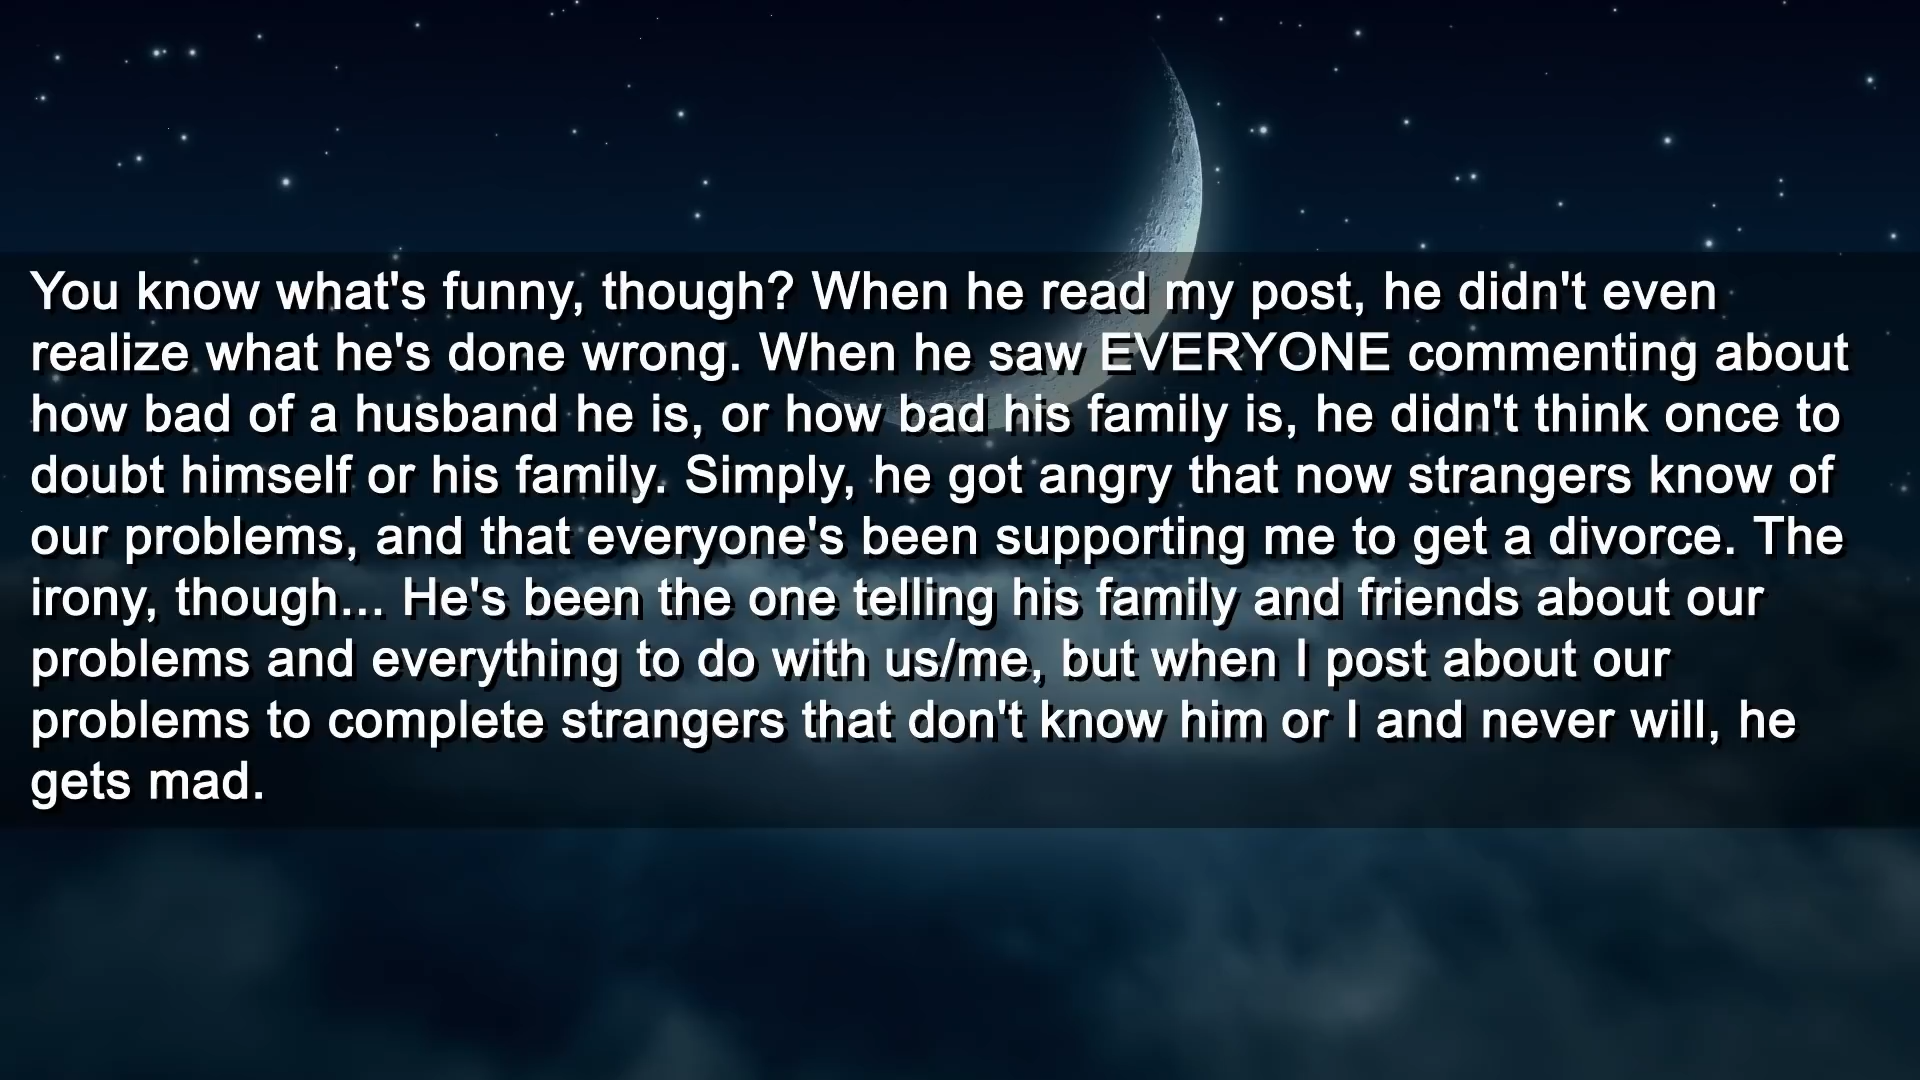 You know what's funny, though? When he read my post, he didn't even
realize what he's done wrong. When he saw EVERYONE commenting about
how bad of a husband he is, or how bad his family is, he didn't think once to
doubt himself or his family. Simply, he got angry that now strangers know of
our problems, and that everyone's been supporting me to get a divorce. The
irony, though... He's been the one telling his family and friends about our
problems and everything to do with us/me, but when I post about our
problems to complete strangers that don't know him or I and never will, he
gets mad.